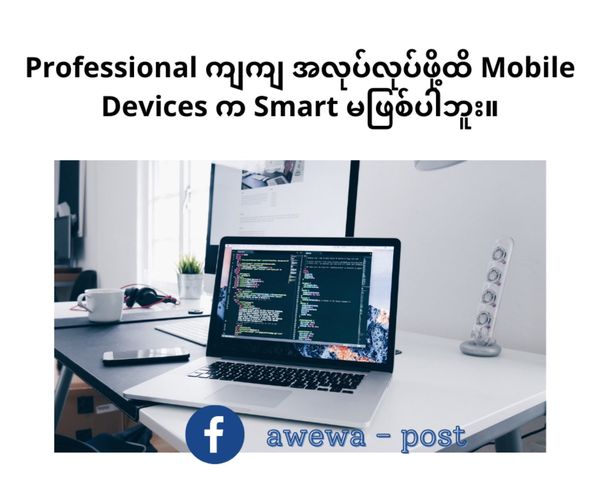 Professional ကျကျ အလုပ်လုပ်ဖို့ထိ Mobile
Devices က Smart မဖြစ်ပါဘူး။
awewa - post